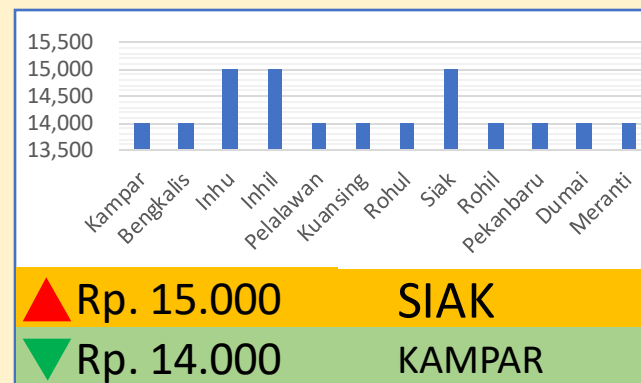 15,500
15,000
14,500
14,000
13,500
Kampar
Bengkalis
Inhu
Inhil
Pelalawan
Kuansing
Rohul
Siak
Rohil
Pekanbaru
Dumai
Meranti
Rp. 15.000 SIAK
Rp. 14.000 KAMPAR